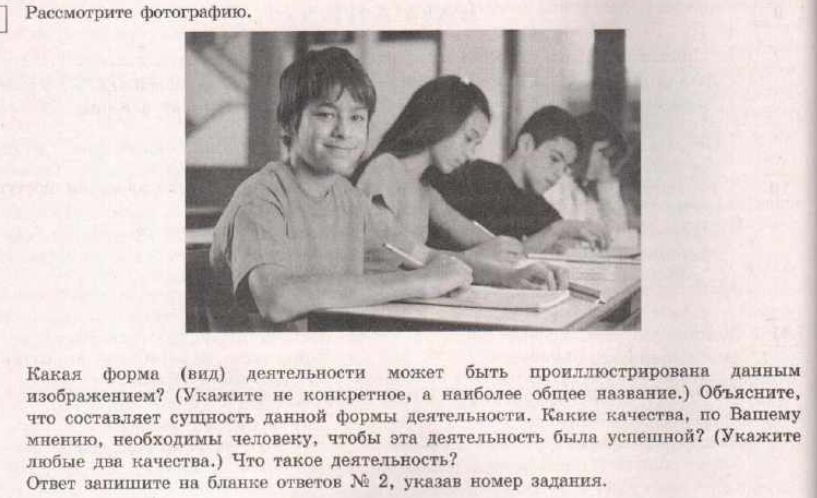 Рассмотрите фотографию.
Какая форма (вид) деятельности может быть проиллюстрирована данным
изображением? (Укажите не конкретное, а наиболее общее название.) Объясните,
что составляет сущность данной формы деятельности. Какие качества, по Вашему
мнению, необходимы человеку, чтобы эта деятельность была успешной? (Укажите
любые два качества.) Что такое деятельность?
Ответ запишите на бланке ответов № 2, указав номер задания.